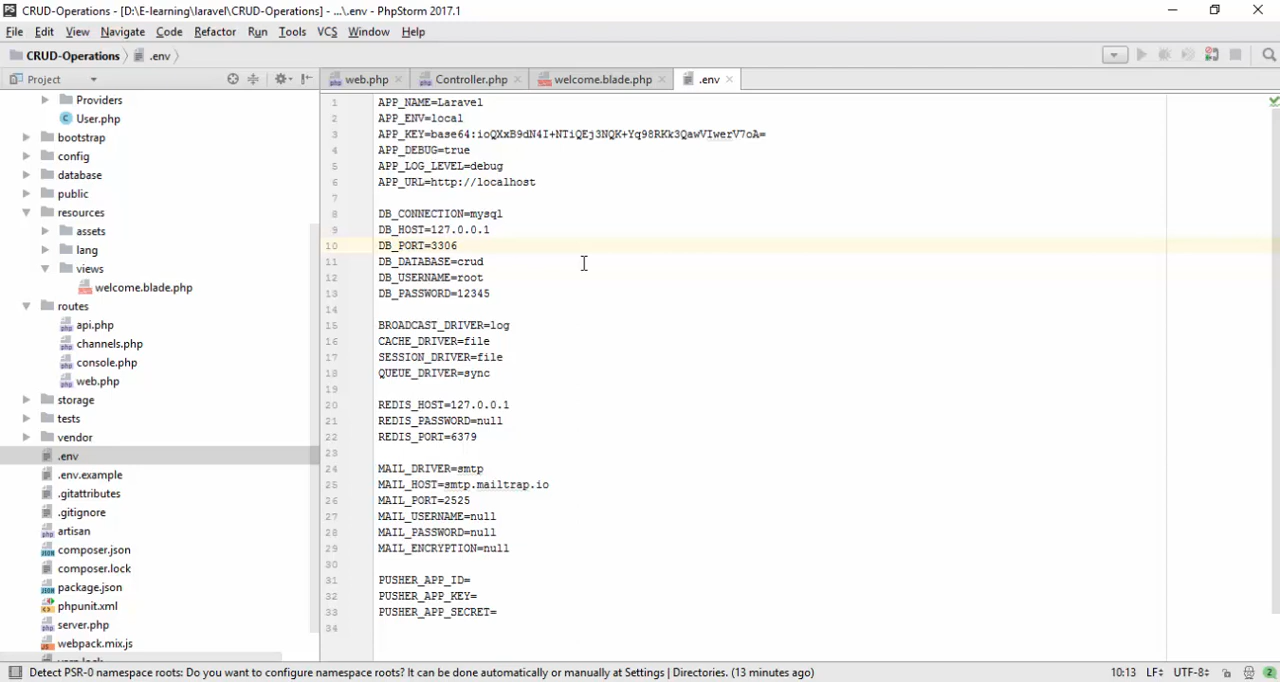 CRUD-Operations - [D:\E-learning\laravel\CRUD-Operations] - ...\.env - PhpStorm 2017.1
File Edit View Navigate Code Refactor Run Tools VCS Window Help
CRUD-Operations .env
Project
web.php Controller.php welcome.blade.php .env
Providers
User.php
bootstrap
config
database
public
resources
assets
lang
views
welcome.blade.php
routes
api.php
channels.php
console.php
web.php
storage
tests
vendor
.env
.env.example
.gitattributes
.gitignore
artisan
composer.json
composer.lock
package.json
phpunit.xml
server.php
webpack.mix.js
yarn.lock
1 APP_NAME=Laravel
2 APP_ENV=local
3 APP_KEY=base64:ioQXxB9dN4I+NTiQEj3NQK+Yq98RKk3QawVIwerV7oA=
4 APP_DEBUG=true
5 APP_LOG_LEVEL=debug
6 APP_URL=http://localhost
7
8 DB_CONNECTION=mysql
9 DB_HOST=127.0.0.1
10 DB_PORT=3306
11 DB_DATABASE=crud
12 DB_USERNAME=root
13 DB_PASSWORD=12345
14
15 BROADCAST_DRIVER=log
16 CACHE_DRIVER=file
17 SESSION_DRIVER=file
18 QUEUE_DRIVER=sync
19
20 REDIS_HOST=127.0.0.1
21 REDIS_PASSWORD=null
22 REDIS_PORT=6379
23
24 MAIL_DRIVER=smtp
25 MAIL_HOST=smtp.mailtrap.io
26 MAIL_PORT=2525
27 MAIL_USERNAME=null
28 MAIL_PASSWORD=null
29 MAIL_ENCRYPTION=null
30
31 PUSHER_APP_ID=
32 PUSHER_APP_KEY=
33 PUSHER_APP_SECRET=
34
Detect PSR-0 namespace roots: Do you want to configure namespace roots? It can be done automatically or manually at Settings | Directories. (13 minutes ago) 10:13 LF UTF-8 2